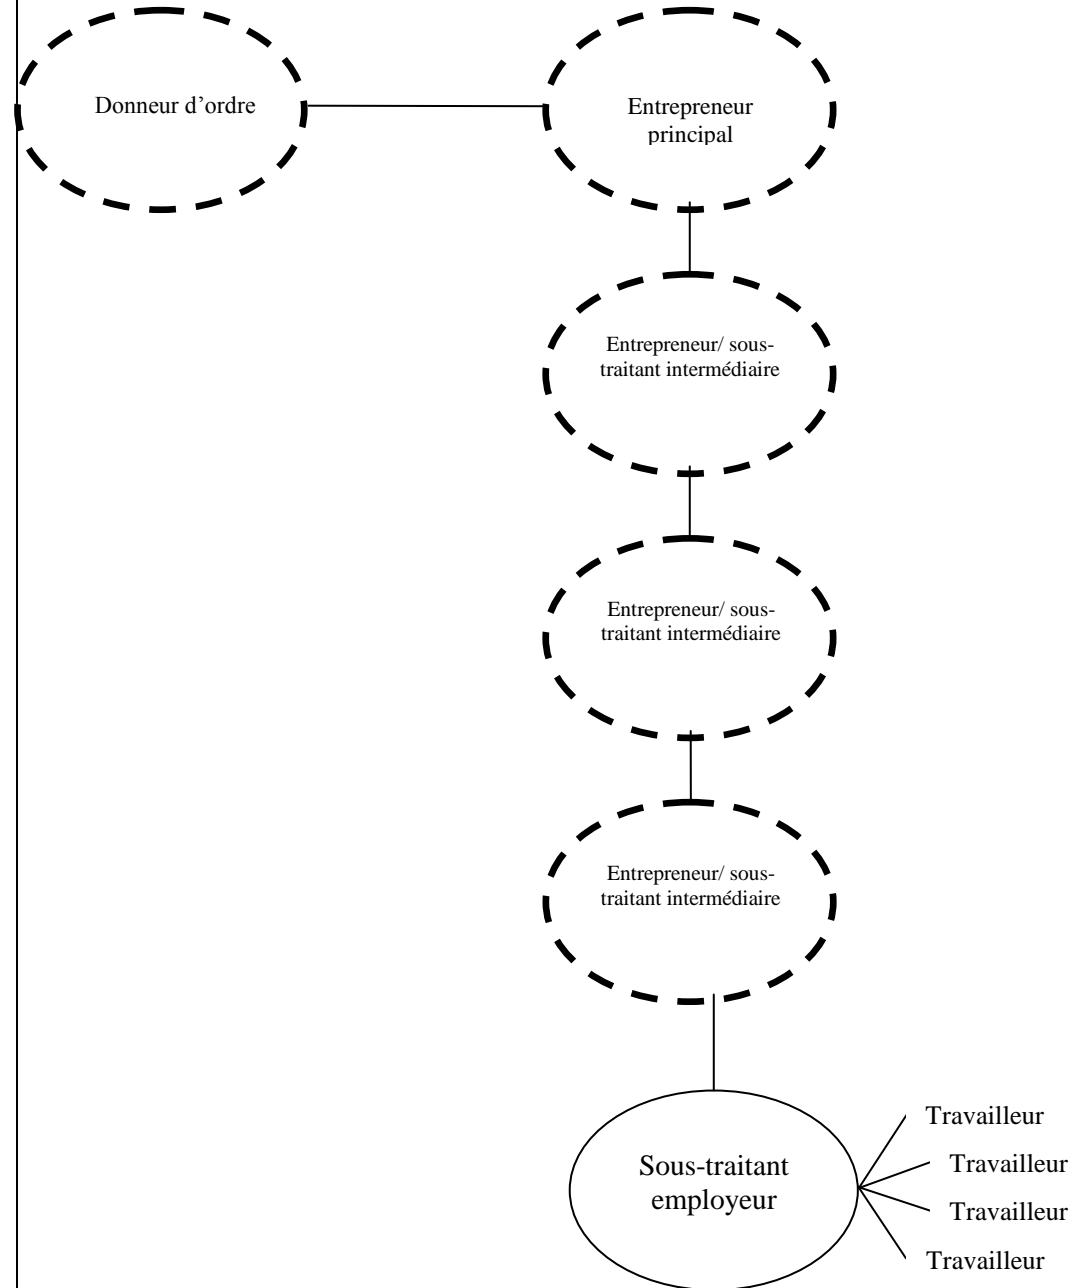 Donneur d’ordre
Entrepreneur
principal
Entrepreneur/ sous-
traitant intermédiaire
Entrepreneur/ sous-
traitant intermédiaire
Entrepreneur/ sous-
traitant intermédiaire
Sous-traitant
employeur
Travailleur
Travailleur
Travailleur
Travailleur